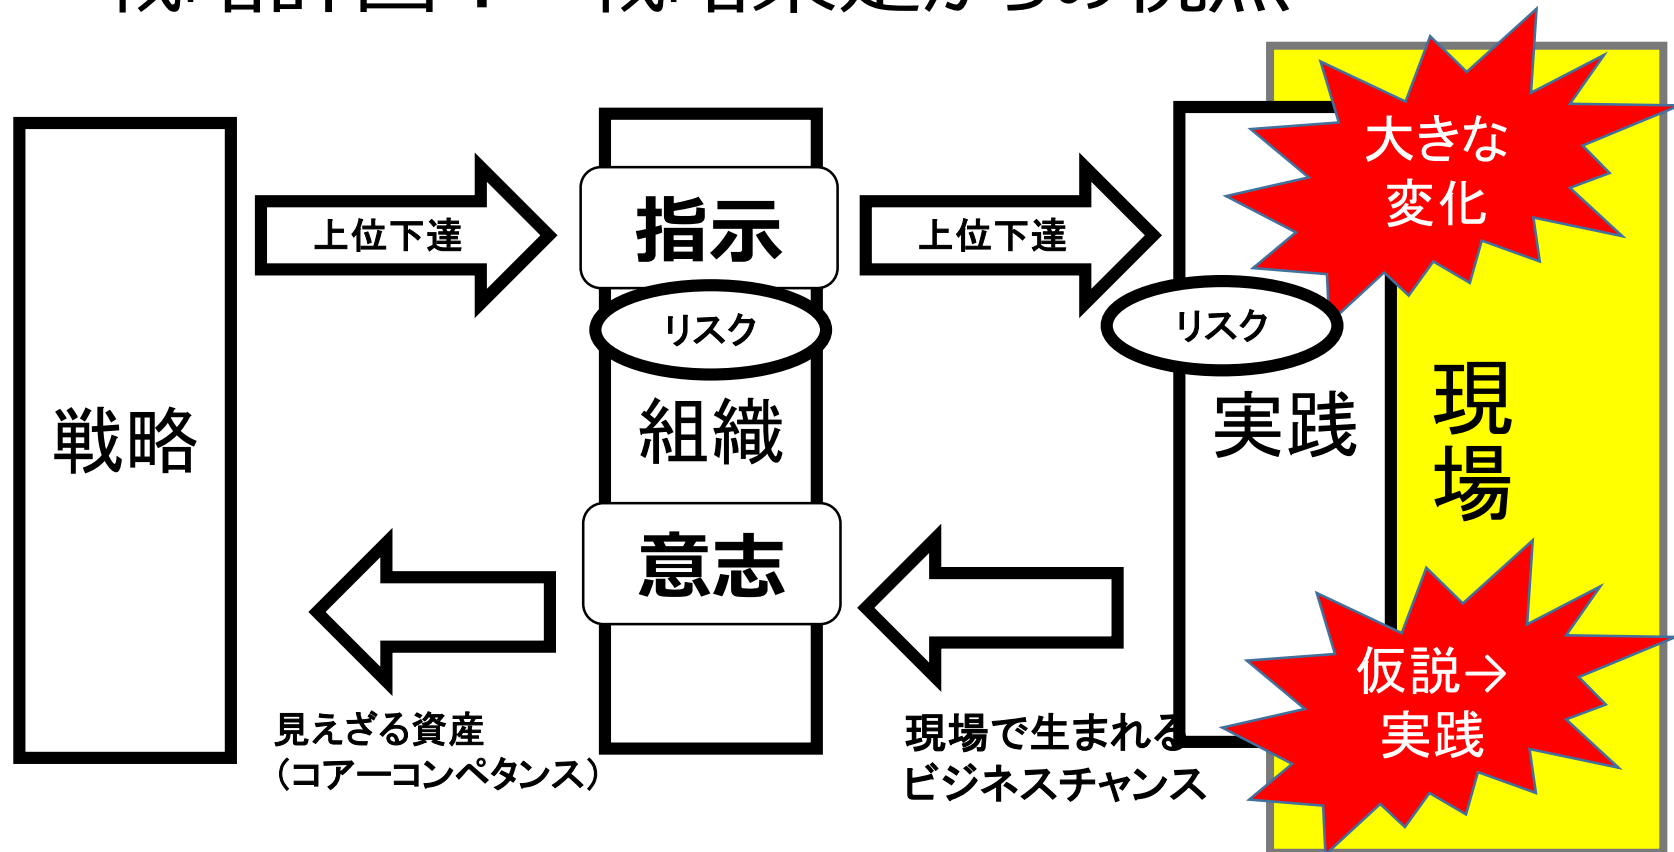 大きな
変化
上位下達
指示
上位下達
リスク
リスク
戦略
組織
実践
現場
意志
仮説→
実践
見えざる資産
（コアーコンペタンス）
現場で生まれる
ビジネスチャンス